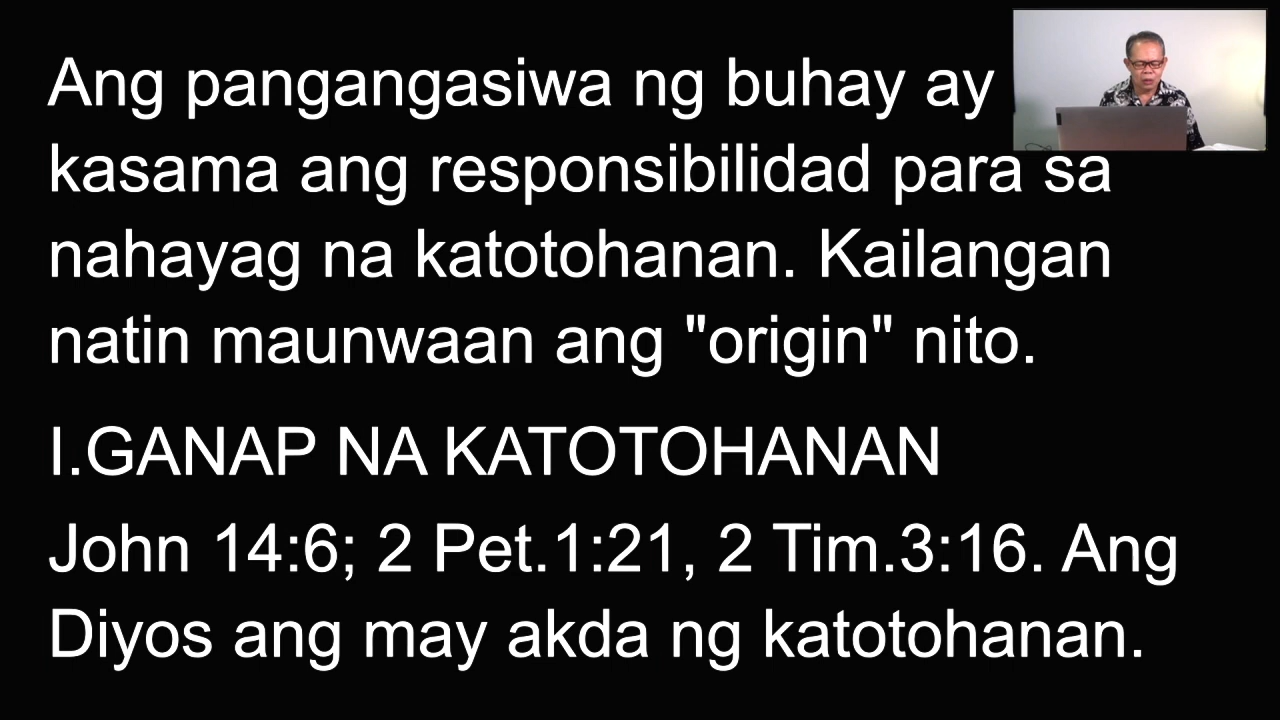 Ang pangangasiwa ng buhay ay
kasama ang responsibilidad para sa
nahayag na katotohanan. Kailangan
natin maunwaan ang "origin" nito.
I.GANAP NA KATOTOHANAN
John 14:6; 2 Pet.1:21, 2 Tim.3:16. Ang
Diyos ang may akda ng katotohanan.